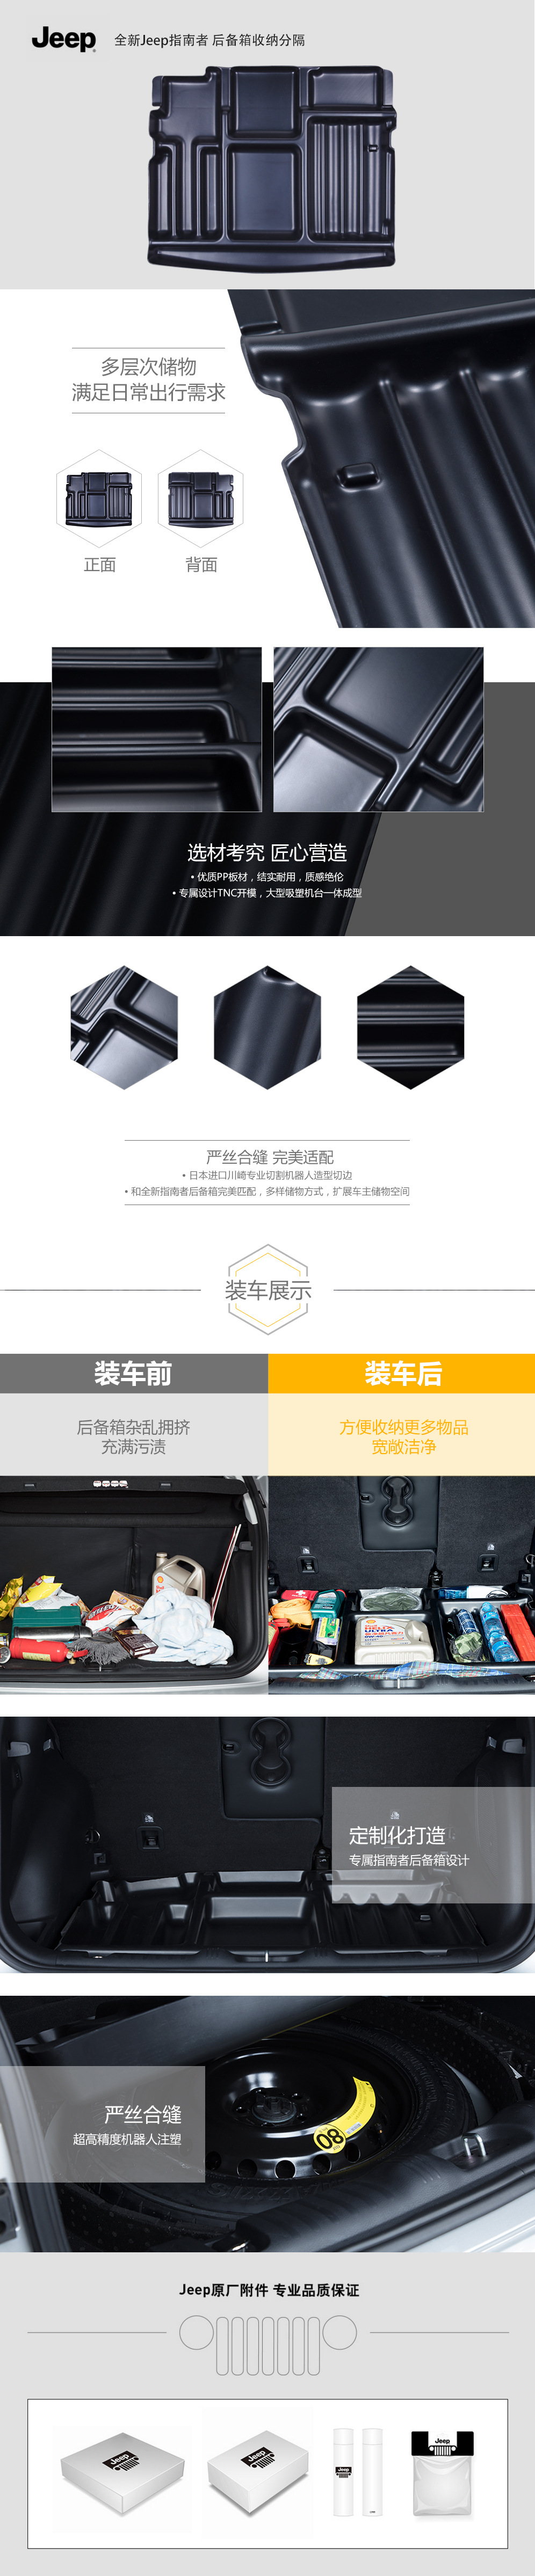 Jeep
全新Jeep指南者 后备箱收纳分隔
多层次储物
满足日常出行需求
正面
背面
选材考究 匠心营造
• 优质PP板材，结实耐用，质感绝伦
• 专属设计TNC开模，大型吸塑机台一体成型
严丝合缝 完美适配
• 日本进口川崎专业切割机器人造型切边
• 和全新指南者后备箱完美匹配，多样储物方式，扩展车主储物空间
装车展示
装车前
装车后
后备箱杂乱拥挤
充满污渍
方便收纳更多物品
宽敞洁净
HELIX
ULTRA
定制化打造
专属指南者后备箱设计
严丝合缝
超高精度机器人注塑
80
Jeep原厂附件 专业品质保证
Jeep
Jeep
Jeep
Jeep